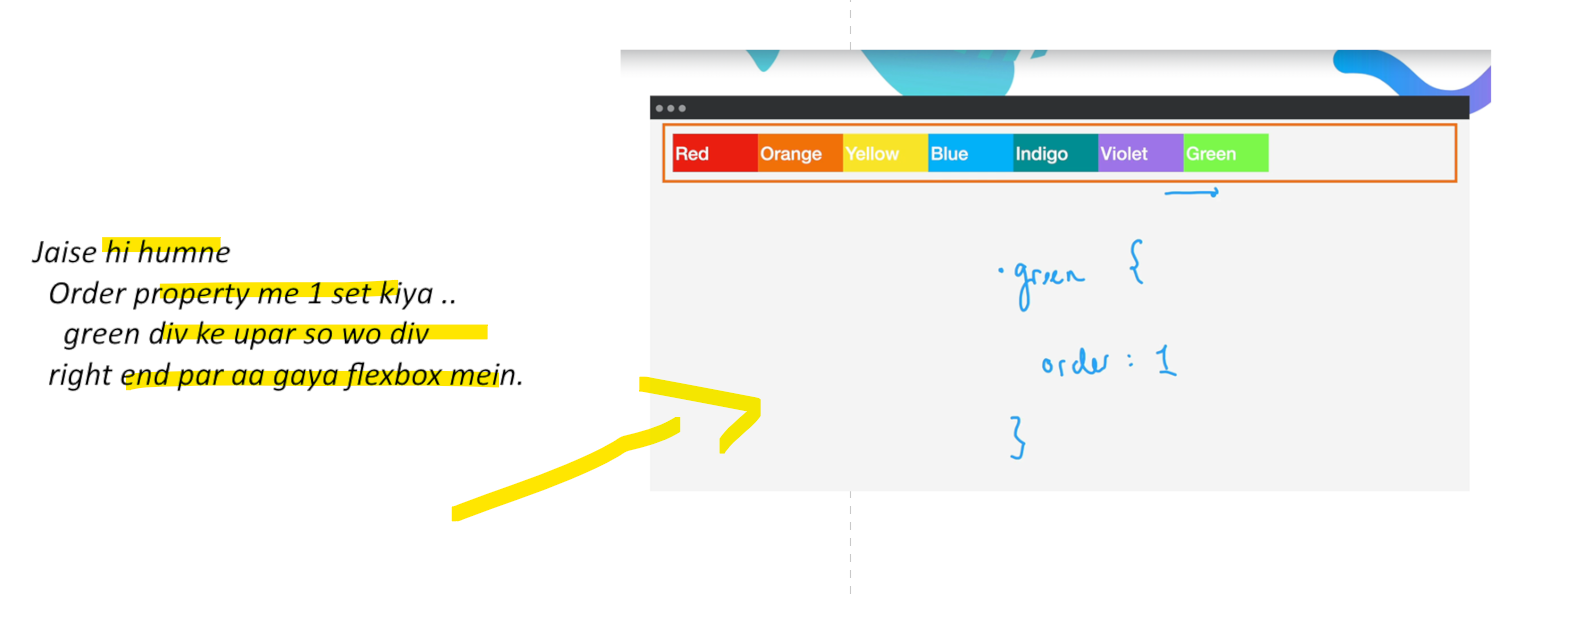 Jaise hi humne
Order property me 1 set kiya ..
green div ke upar so wo div
right end par aa gaya flexbox mein.
Red Orange Yellow Blue Indigo Violet Green
.green {
order : 1
}